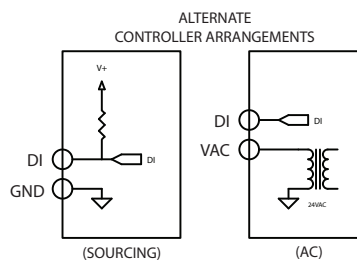 ALTERNATE
CONTROLLER ARRANGEMENTS
V+
DI
DI
GND
(SOURCING)
DI
DI
VAC
24VAC
(AC)